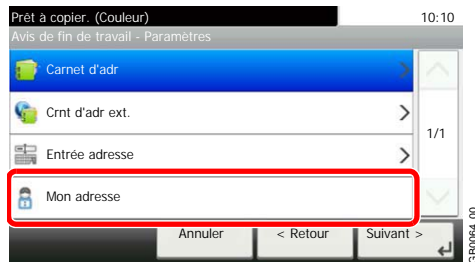 Prêt à copier. (Couleur) 10:10
Avis de fin de travail - Paramètres
Carnet d'adr
Crnt d'adr ext.
1/1
Entrée adresse
Mon adresse
Annuler < Retour Suivant >
GB0064_00